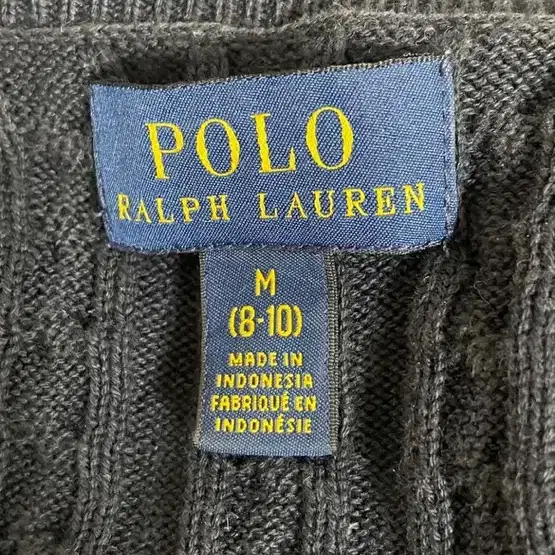 POLO
RALPH LAUREN
M
(8-10)
MADE IN
INDONESIA
FABRIQUÉ EN
INDONÉSIE